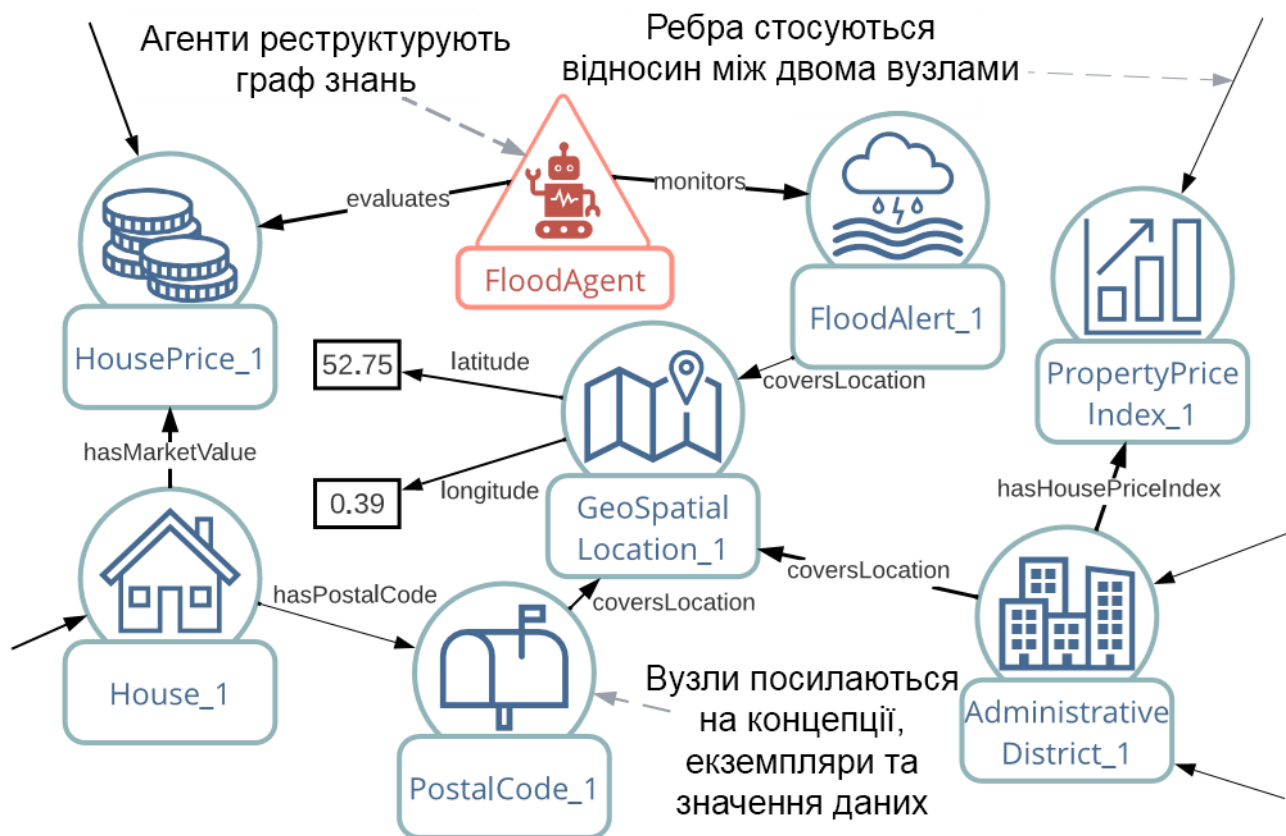 Агенти реструктурують
граф знань
Ребра стосуються
відносин між двома вузлами
evaluates
monitors
FloodAgent
HousePrice_1
FloodAlert_1
PropertyPrice
Index_1
52.75
latitude
coversLocation
0.39
longitude
hasMarketValue
GeoSpatial
Location_1
hasHousePriceIndex
hasPostalCode
coversLocation
coversLocation
House_1
PostalCode_1
Вузли посилаються
на концепції,
екземпляри та
значення даних
Administrative
District_1